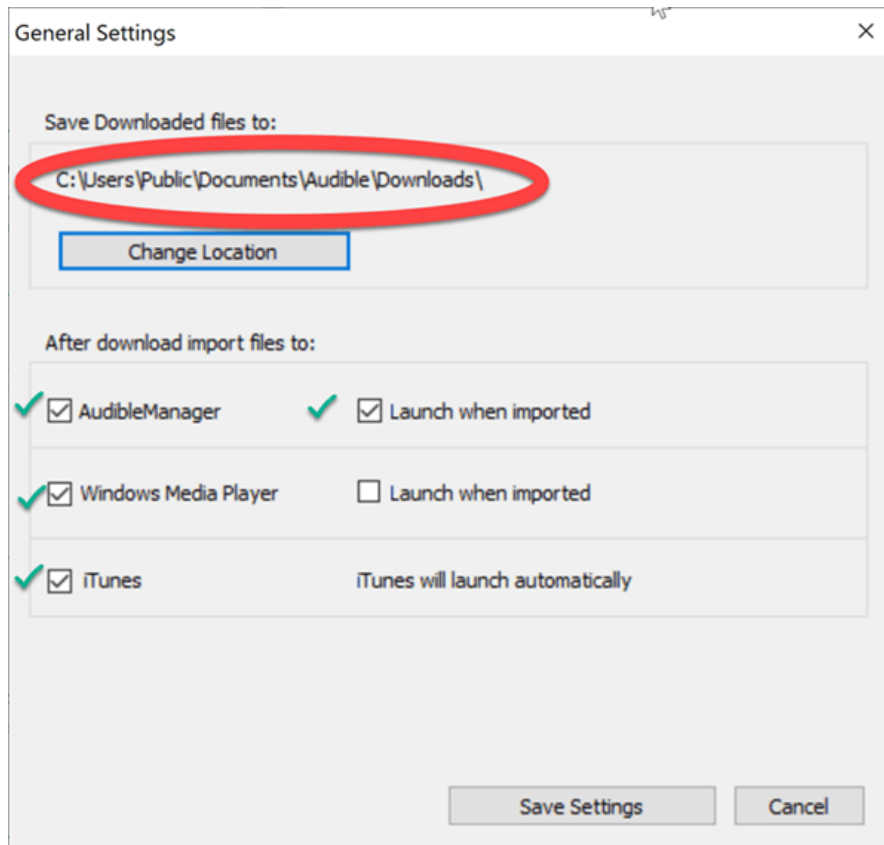 General Settings
Save Downloaded files to:
C:\Users\Public\Documents\Audible\Downloads\
Change Location
After download import files to:
AudibleManager Launch when imported
Windows Media Player Launch when imported
iTunes iTunes will launch automatically
Save Settings Cancel